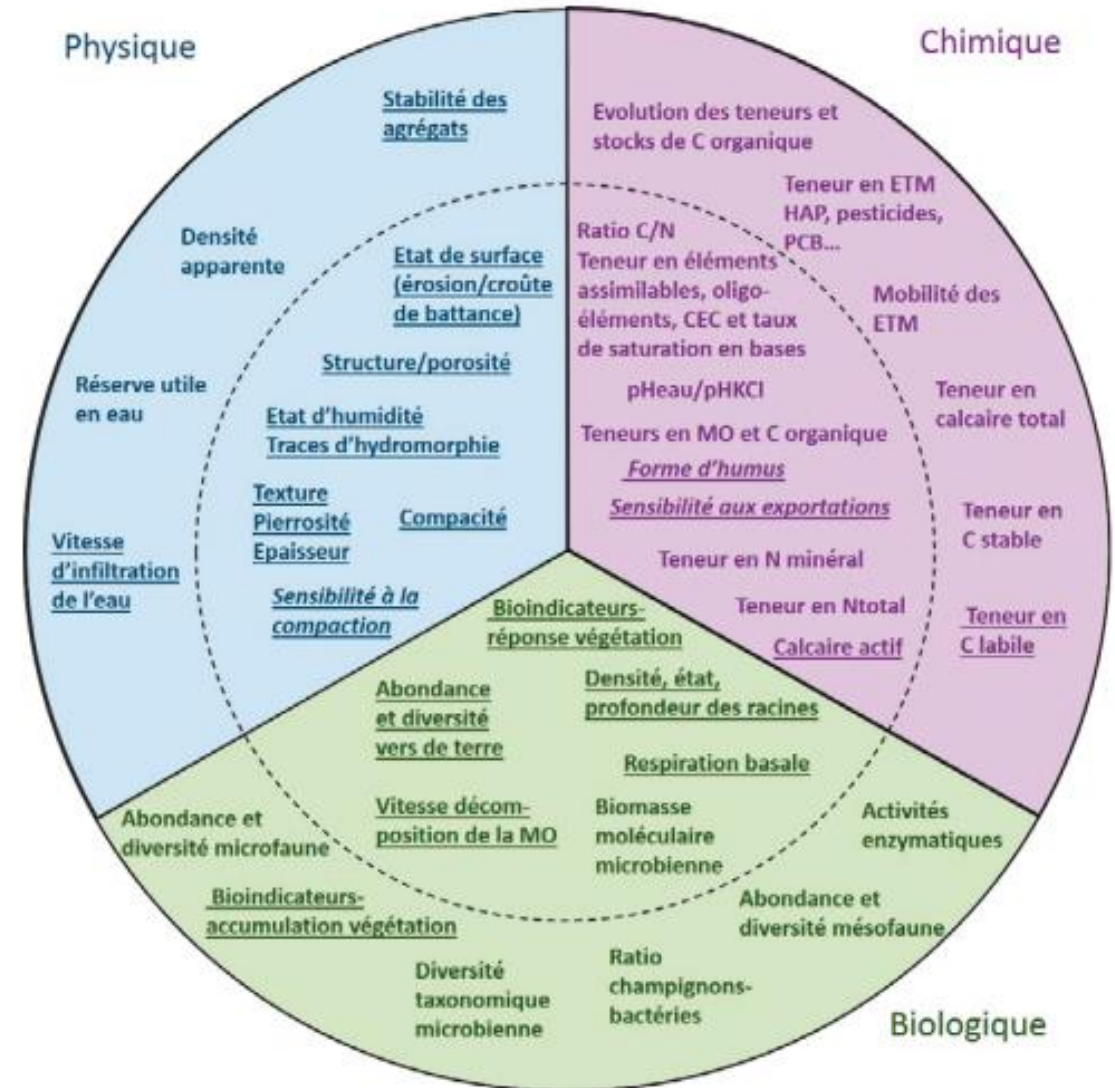 Physique
Stabilité des
agrégats
Densité
apparente
Etat de surface
(érosion/croûte
de battance)
Structure/porosité
Réserve utile
en eau
Etat d'humidité
Traces d'hydromorphie
Texture
Pierrosité
Epaisseur
Compacité
Vitesse
d'infiltration
de l'eau
Sensibilité à la
compaction
Chimique
Evolution des teneurs et
stocks de C organique
Teneur en ETM
HAP, pesticides,
PCB...
Ratio C/N
Teneur en éléments
assimilables, oligo-
éléments, CEC et taux
de saturation en bases
Mobilité des
ETM
pHeau/pHKCl
Teneur en
calcaire total
Teneurs en MO et C organique
Forme d'humus
Sensibilité aux exportations
Teneur en
C stable
Teneur en N minéral
Teneur en Ntotal
Calcaire actif
Teneur en
C labile
Bioindicateurs-
réponse végétation
Abondance
et diversité
vers de terre
Densité, état,
profondeur des racines
Respiration basale
Vitesse décom-
position de la MO
Biomasse
moléculaire
microbienne
Abondance et
diversité microfaune
Activités
enzymatiques
Bioindicateurs-
accumulation végétation
Abondance et
diversité mésofaune
Diversité
taxonomique
microbienne
Ratio
champignons-
bactéries
Biologique